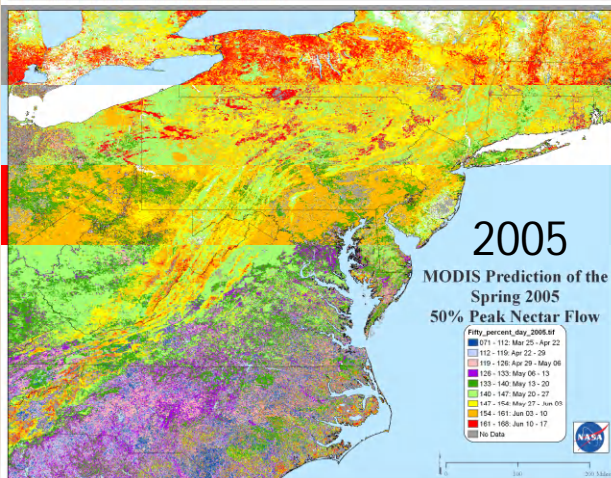 2005
MODIS Prediction of the
Spring 2005
50% Peak Nectar Flow
Fifty_percent_day_2005.tif
071 - 112: Mar 25 - Apr 22
112 - 119: Apr 22 - 29
119 - 126: Apr 29 - May 06
126 - 133: May 06 - 13
133 - 140: May 13 - 20
140 - 147: May 20 - 27
147 - 154: May 27 - Jun 03
154 - 161: Jun 03 - 10
161 - 168: Jun 10 - 17
No Data
NASA
0